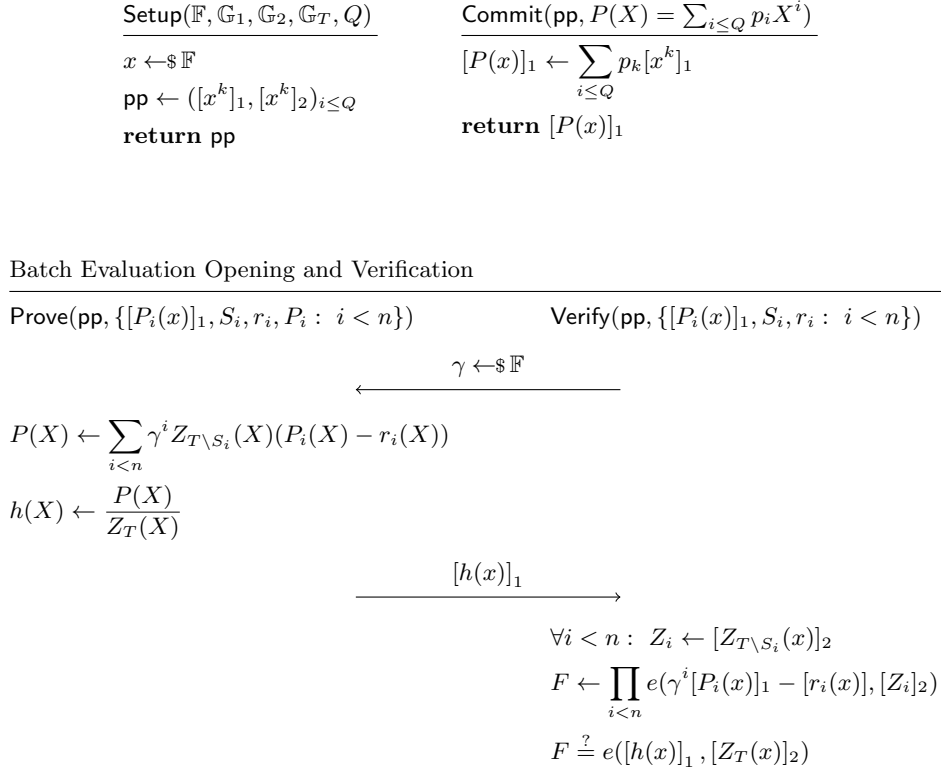 Setup(𝔽, 𝔾₁, 𝔾₂, 𝔾_T, Q)
x ←$ 𝔽
pp ← ([x^k]₁, [x^k]₂)_{i≤Q}
return pp
Commit(pp, P(X) = ∑_{i≤Q} p_i X^i)
[P(x)]₁ ← ∑_{i≤Q} p_k[x^k]₁
return [P(x)]₁
Batch Evaluation Opening and Verification
Prove(pp, {[P_i(x)]₁, S_i, r_i, P_i : i < n})
Verify(pp, {[P_i(x)]₁, S_i, r_i : i < n})
γ ←$ 𝔽
P(X) ← ∑_{i<n} γ^i Z_{T\S_i}(X)(P_i(X) − r_i(X))
h(X) ← P(X) / Z_T(X)
[h(x)]₁
∀i < n : Z_i ← [Z_{T\S_i}(x)]₂
F ← ∏_{i<n} e(γ^i[P_i(x)]₁ − [r_i(x)], [Z_i]₂)
F ≟ e([h(x)]₁, [Z_T(x)]₂)